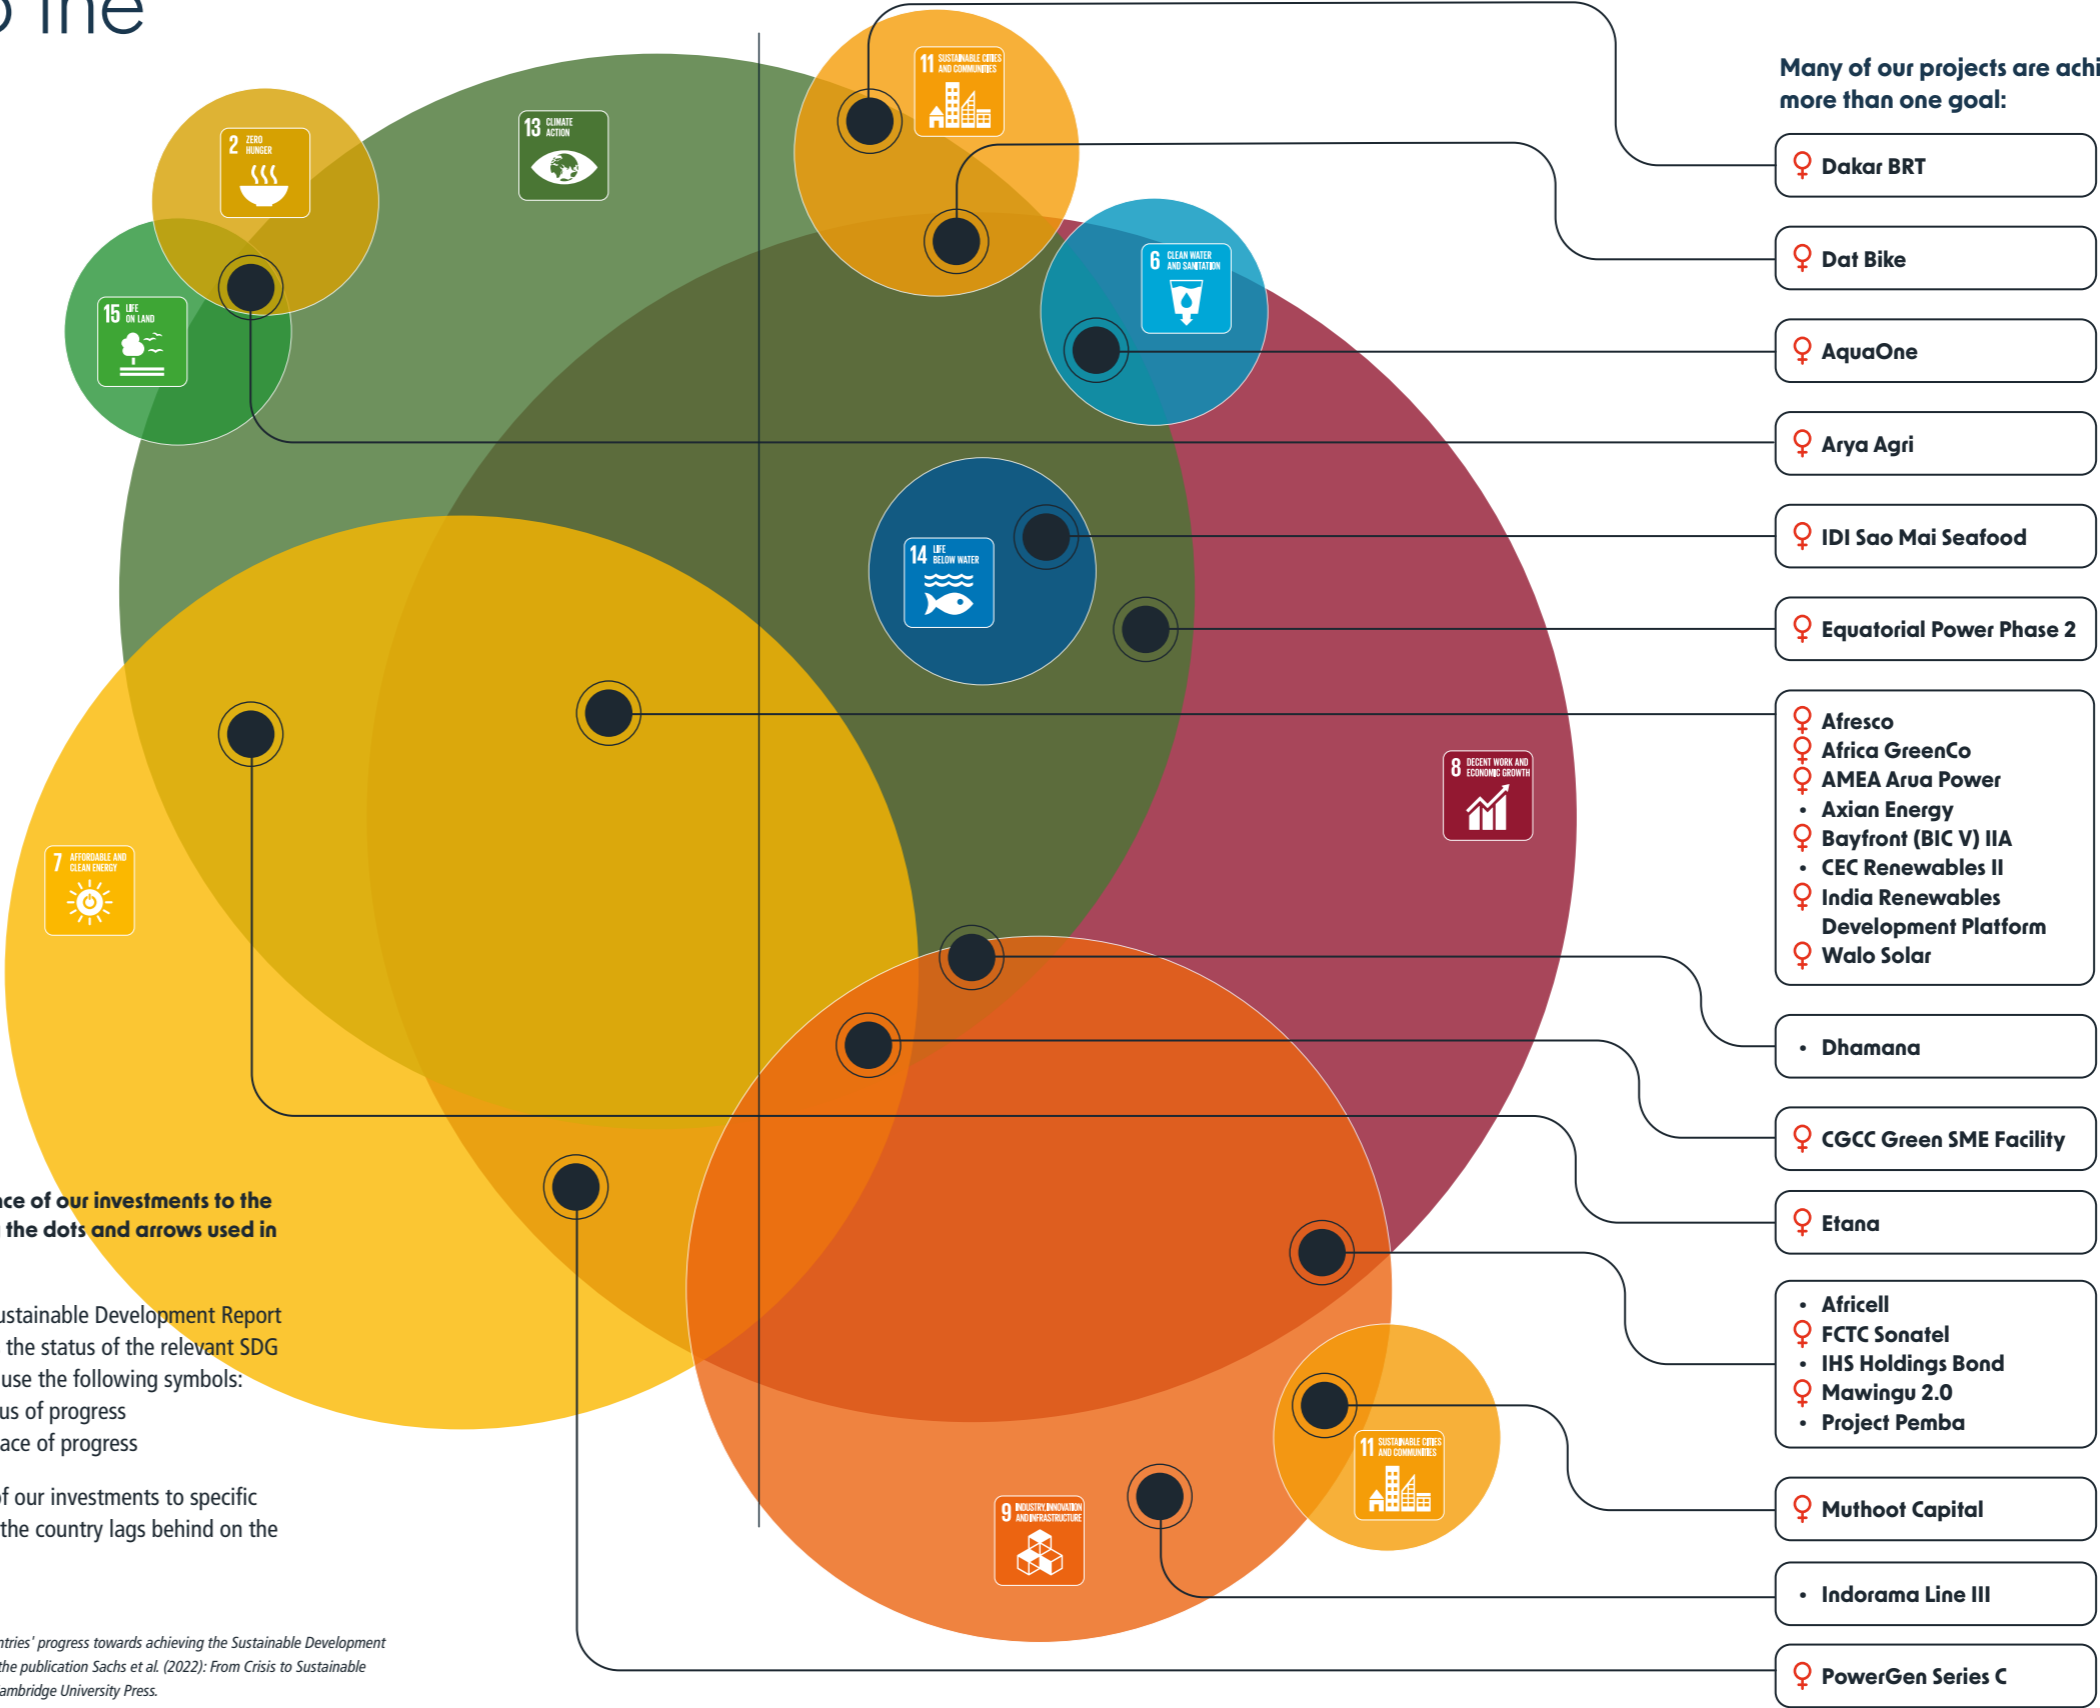 the
Many of our projects are achi
more than one goal:
11 SUSTAINABLE CITIES
AND COMMUNITIES
13 CLIMATE
ACTION
2 ZERO
HUNGER
Dakar BRT
6 CLEAN WATER
AND SANITATION
Dat Bike
15 LIFE
ON LAND
AquaOne
Arya Agri
14 LIFE
BELOW WATER
IDI Sao Mai Seafood
Equatorial Power Phase 2
8 DECENT WORK AND
ECONOMIC GROWTH
7 AFFORDABLE AND
CLEAN ENERGY
Afresco
Africa GreenCo
AMEA Arua Power
• Axian Energy
Bayfront (BIC V) IIA
• CEC Renewables II
India Renewables
Development Platform
Walo Solar
• Dhamana
CGCC Green SME Facility
Etana
• Africell
FCTC Sonatel
• IHS Holdings Bond
Mawingu 2.0
• Project Pemba
11 SUSTAINABLE CITIES
AND COMMUNITIES
9 INDUSTRY, INNOVATION
AND INFRASTRUCTURE
Muthoot Capital
• Indorama Line III
PowerGen Series C
nce of our investments to the
the dots and arrows used in
ustainable Development Report
the status of the relevant SDG
use the following symbols:
us of progress
ace of progress
of our investments to specific
the country lags behind on the
ntries' progress towards achieving the Sustainable Development
the publication Sachs et al. (2022): From Crisis to Sustainable
ambridge University Press.